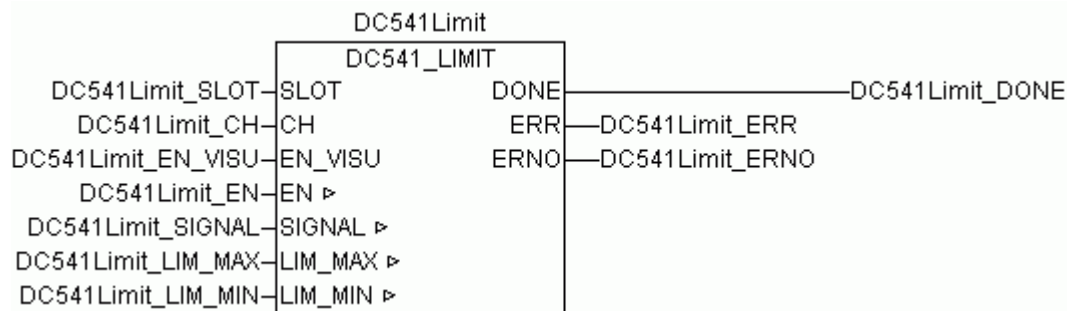 DC541Limit
DC541_LIMIT
DC541Limit_SLOT SLOT DONE DC541Limit_DONE
DC541Limit_CH CH ERR DC541Limit_ERR
DC541Limit_EN_VISU EN_VISU ERNO DC541Limit_ERNO
DC541Limit_EN EN ▹
DC541Limit_SIGNAL SIGNAL ▹
DC541Limit_LIM_MAX LIM_MAX ▹
DC541Limit_LIM_MIN LIM_MIN ▹